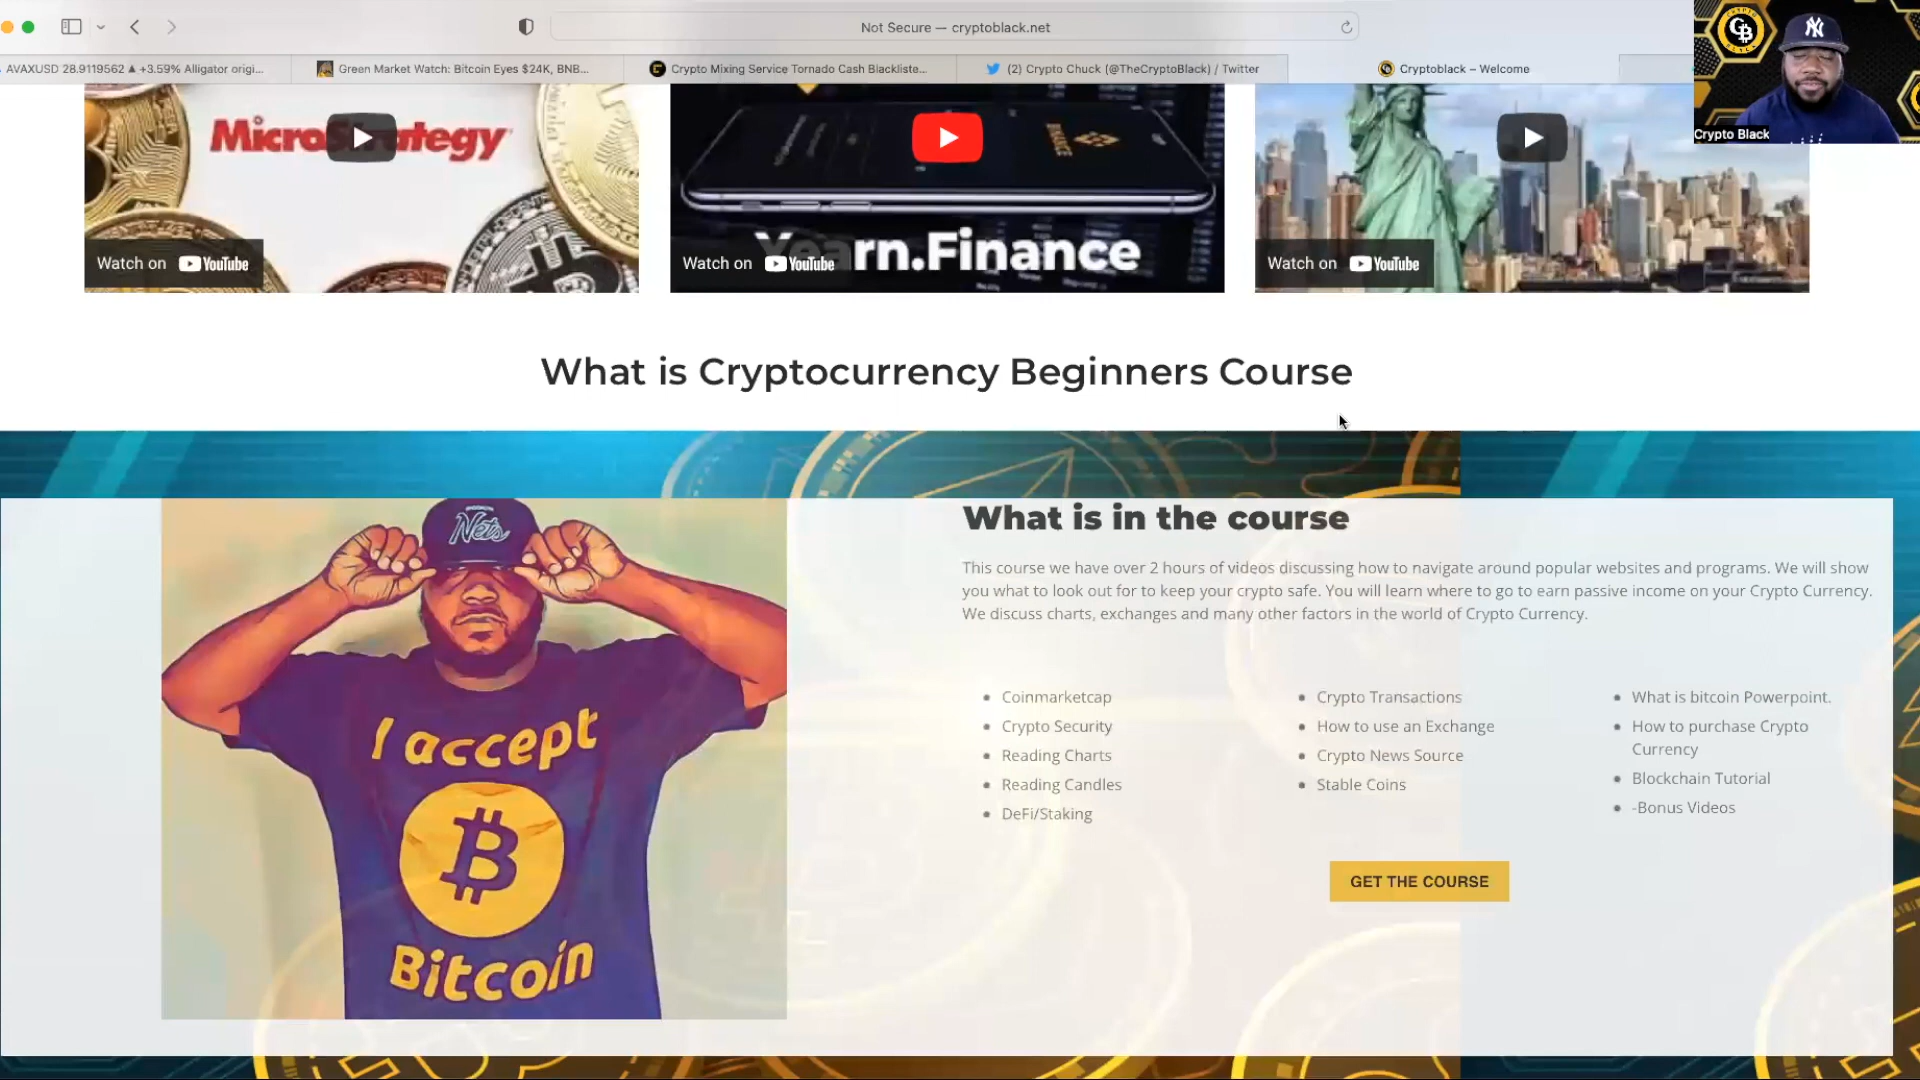 Not Secure — cryptoblack.net
AVAXUSD 28.9119562 ▲ +3.59% Alligator origi...
Green Market Watch: Bitcoin Eyes $24K, BNB...
Crypto Mixing Service Tornado Cash Blackliste...
(2) Crypto Chuck (@TheCryptoBlack) / Twitter
Cryptoblack – Welcome
Crypto Black
Watch on YouTube
rn.Finance
Watch on YouTube
Watch on YouTube
What is Cryptocurrency Beginners Course
Nets
I accept
Bitcoin
What is in the course
This course we have over 2 hours of videos discussing how to navigate around popular websites and programs. We will show
you what to look out for to keep your crypto safe. You will learn where to go to earn passive income on your Crypto Currency.
We discuss charts, exchanges and many other factors in the world of Crypto Currency.
Coinmarketcap
Crypto Security
Reading Charts
Reading Candles
DeFi/Staking
Crypto Transactions
How to use an Exchange
Crypto News Source
Stable Coins
What is bitcoin Powerpoint.
How to purchase Crypto
Currency
Blockchain Tutorial
-Bonus Videos
GET THE COURSE